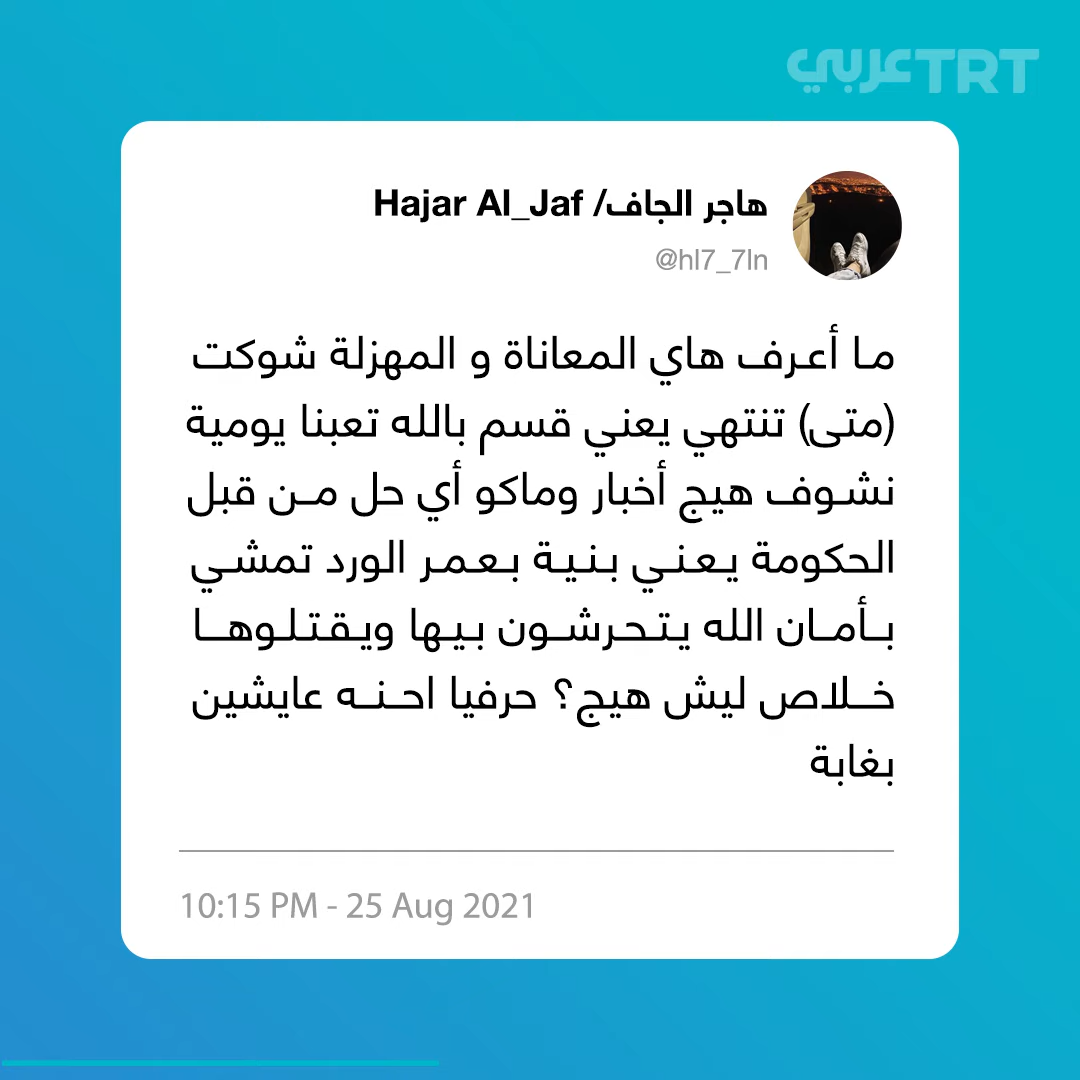 TRT عربي
هاجر الجاف/ Hajar Al_Jaf
@hl7_7ln
ما أعرف هاي المعاناة و المهزلة شوكت
(متى) تنتهي يعني قسم بالله تعبنا يومية
نشوف هيج أخبار وماكو أي حل من قبل
الحكومة يعني بنية بعمر الورد تمشي
بأمان الله يتحرشون بيها ويقتلوها
خلاص ليش هيج؟ حرفيا احنه عايشين
بغابة
10:15 PM - 25 Aug 2021